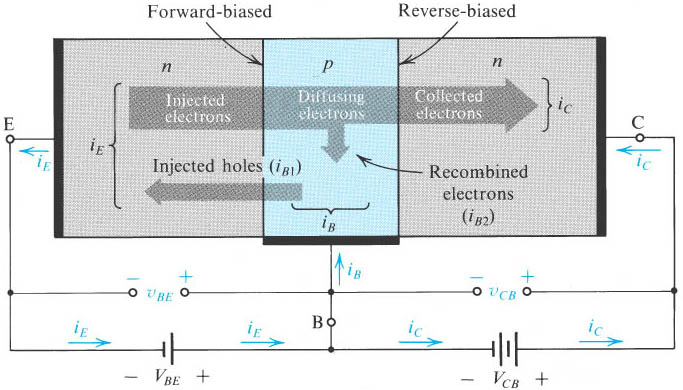 Forward-biased
Reverse-biased
n
p
n
Injected electrons
Diffusing electrons
Collected electrons
i_C
E
C
i_E
i_E
i_C
Injected holes (i_B1)
Recombined
electrons
(i_B2)
i_B
i_B
− v_BE +
− v_CB +
B
i_E
i_E
i_C
i_C
− V_BE +
− V_CB +